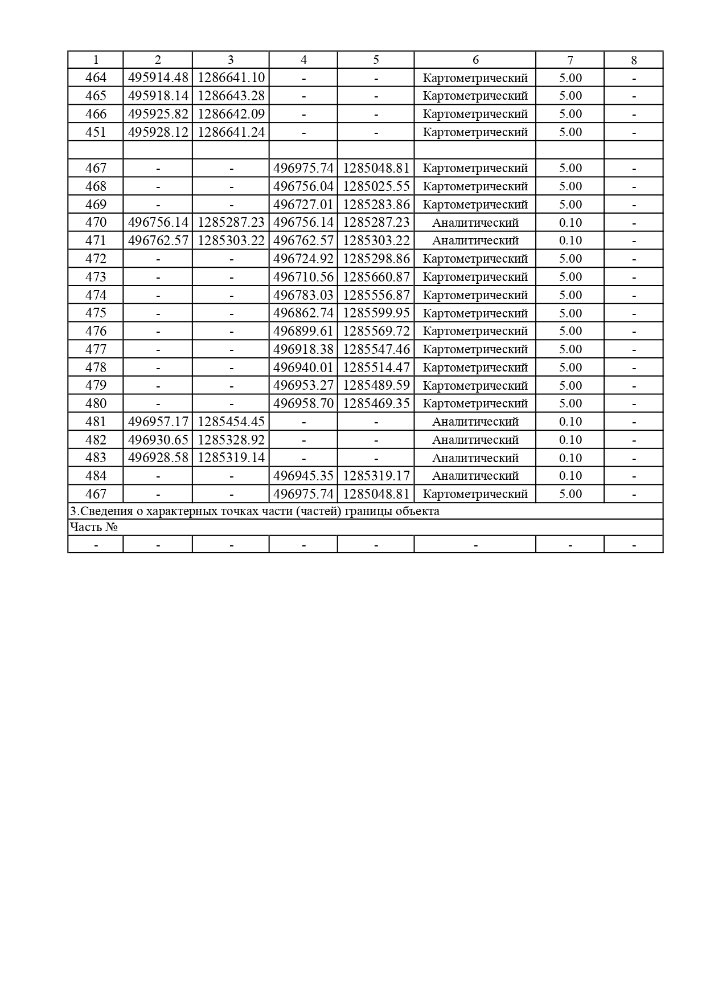 1 2 3 4 5 6 7 8
464 495914.48 1286641.10 - - Картометрический 5.00 -
465 495918.14 1286643.28 - - Картометрический 5.00 -
466 495925.82 1286642.09 - - Картометрический 5.00 -
451 495928.12 1286641.24 - - Картометрический 5.00 -
467 - - 496975.74 1285048.81 Картометрический 5.00 -
468 - - 496756.04 1285025.55 Картометрический 5.00 -
469 - - 496727.01 1285283.86 Картометрический 5.00 -
470 496756.14 1285287.23 496756.14 1285287.23 Аналитический 0.10 -
471 496762.57 1285303.22 496762.57 1285303.22 Аналитический 0.10 -
472 - - 496724.92 1285298.86 Картометрический 5.00 -
473 - - 496710.56 1285660.87 Картометрический 5.00 -
474 - - 496783.03 1285556.87 Картометрический 5.00 -
475 - - 496862.74 1285599.95 Картометрический 5.00 -
476 - - 496899.61 1285569.72 Картометрический 5.00 -
477 - - 496918.38 1285547.46 Картометрический 5.00 -
478 - - 496940.01 1285514.47 Картометрический 5.00 -
479 - - 496953.27 1285489.59 Картометрический 5.00 -
480 - - 496958.70 1285469.35 Картометрический 5.00 -
481 496957.17 1285454.45 - - Аналитический 0.10 -
482 496930.65 1285328.92 - - Аналитический 0.10 -
483 496928.58 1285319.14 - - Аналитический 0.10 -
484 - - 496945.35 1285319.17 Аналитический 0.10 -
467 - - 496975.74 1285048.81 Картометрический 5.00 -
3.Сведения о характерных точках части (частей) границы объекта
Часть №
- - - - - - - -